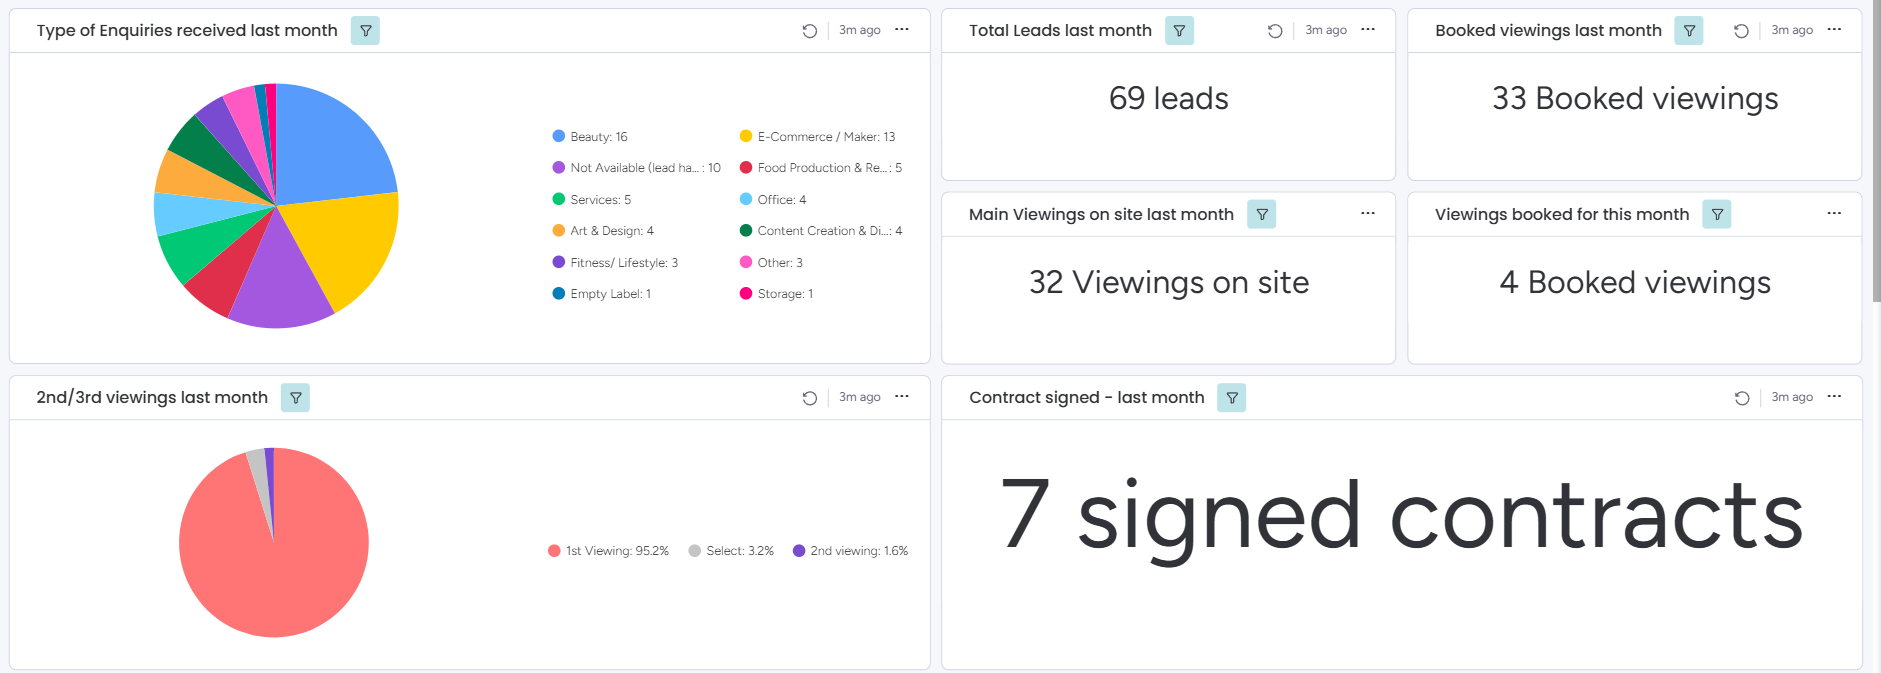 Type of Enquiries received last month
3m ago
Beauty: 16
E-Commerce / Maker: 13
Not Available (lead ha... : 10
Food Production & Re...: 5
Services: 5
Office: 4
Art & Design: 4
Content Creation & Di...: 4
Fitness/ Lifestyle: 3
Other: 3
Empty Label: 1
Storage: 1
Total Leads last month
3m ago
69 leads
Booked viewings last month
3m ago
33 Booked viewings
Main Viewings on site last month
32 Viewings on site
Viewings booked for this month
4 Booked viewings
2nd/3rd viewings last month
3m ago
1st Viewing: 95.2%
Select: 3.2%
2nd viewing: 1.6%
Contract signed - last month
3m ago
7 signed contracts